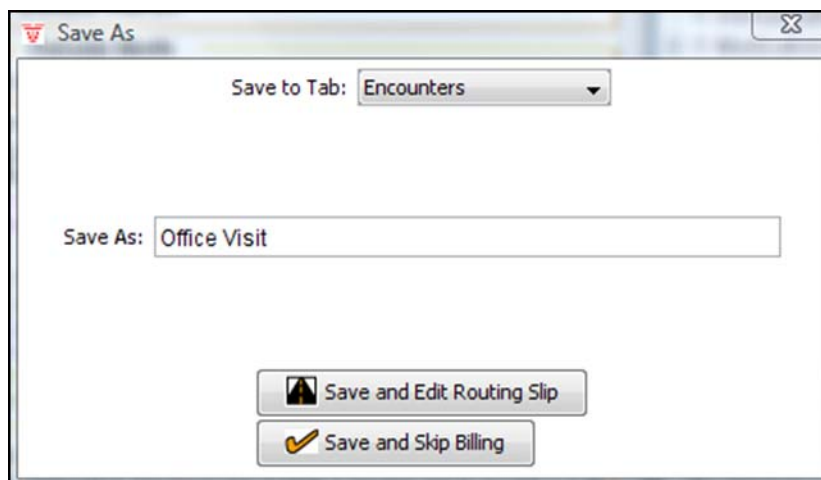 Save As
Save to Tab: Encounters
Save As: Office Visit
Save and Edit Routing Slip
Save and Skip Billing